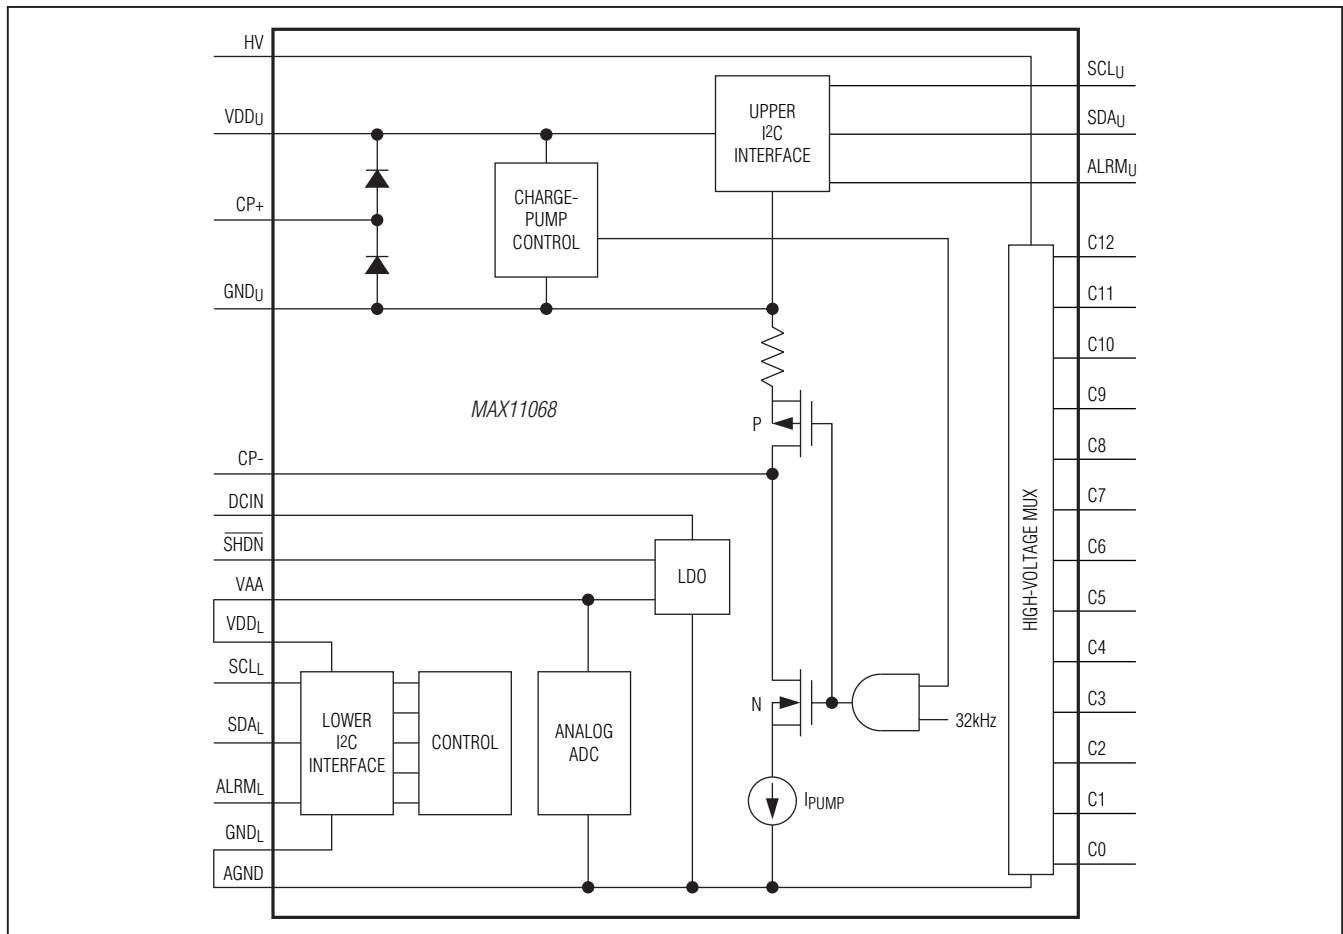 HV
VDDU
CP+
GNDU
CP-
DCIN
SHDN
VAA
VDDL
SCLL
SDAL
ALRML
GNDL
AGND
UPPER
I2C
INTERFACE
CHARGE-
PUMP
CONTROL
MAX11068
P
LDO
N
32kHz
IPUMP
LOWER
I2C
INTERFACE
CONTROL
ANALOG
ADC
HIGH-VOLTAGE MUX
SCLU
SDAU
ALRMU
C12
C11
C10
C9
C8
C7
C6
C5
C4
C3
C2
C1
C0